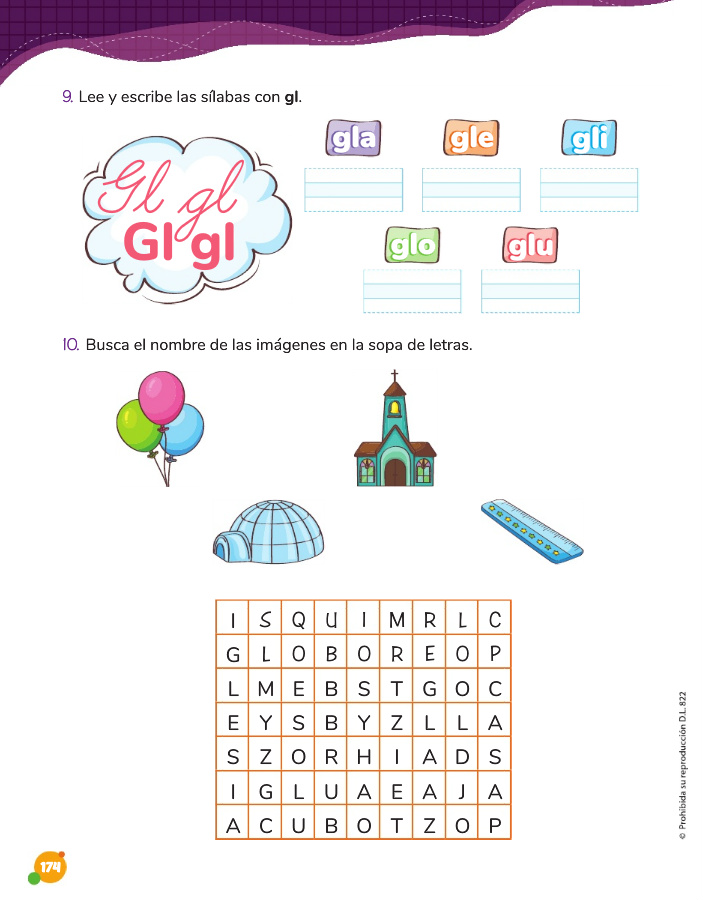 9. Lee y escribe las sílabas con gl.
gla gle gli
Gl gl
Gl gl
glo glu
10. Busca el nombre de las imágenes en la sopa de letras.
I S Q U I M R L C
G L O B O R E O P
L M E B S T G O C
E Y S B Y Z L L A
S Z O R H I A D S
I G L U A E A J A
A C U B O T Z O P
© Prohibida su reproducción D.L. 822
174